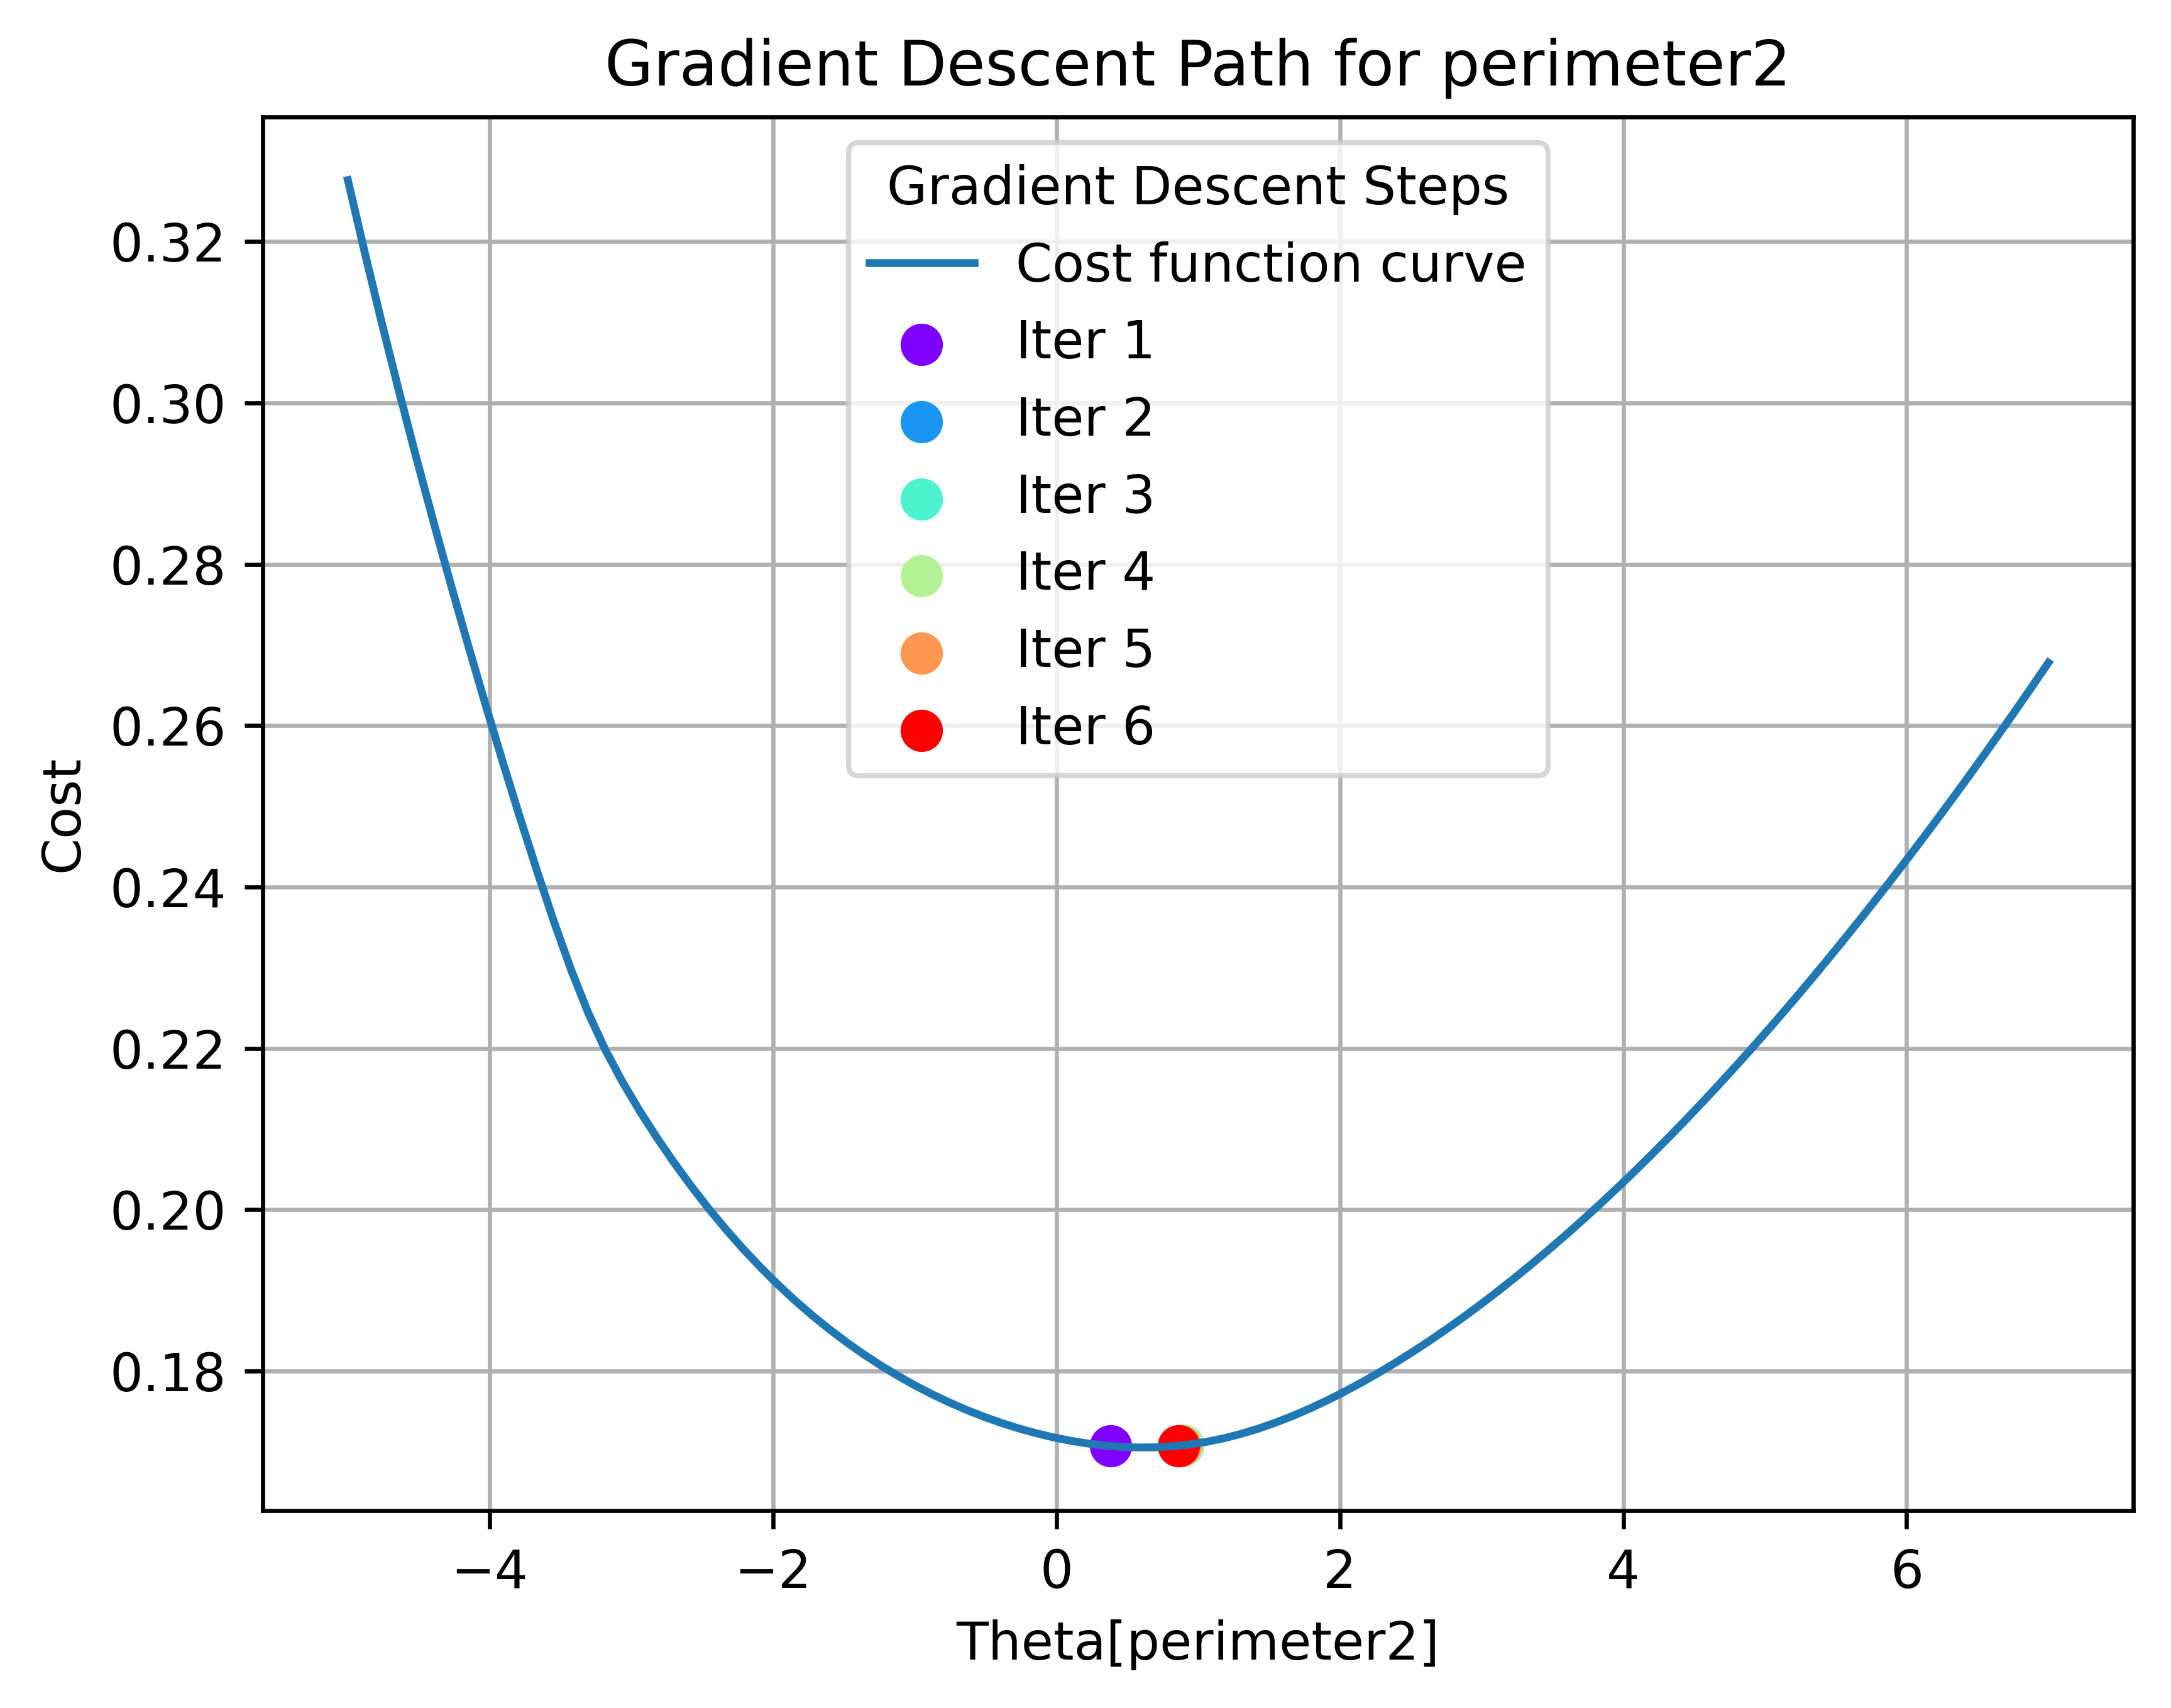 Gradient Descent Path for perimeter2
Gradient Descent Steps
Cost function curve
Iter 1
Iter 2
Iter 3
Iter 4
Iter 5
Iter 6
Cost
0.32
0.30
0.28
0.26
0.24
0.22
0.20
0.18
−4 −2 0 2 4 6
Theta[perimeter2]